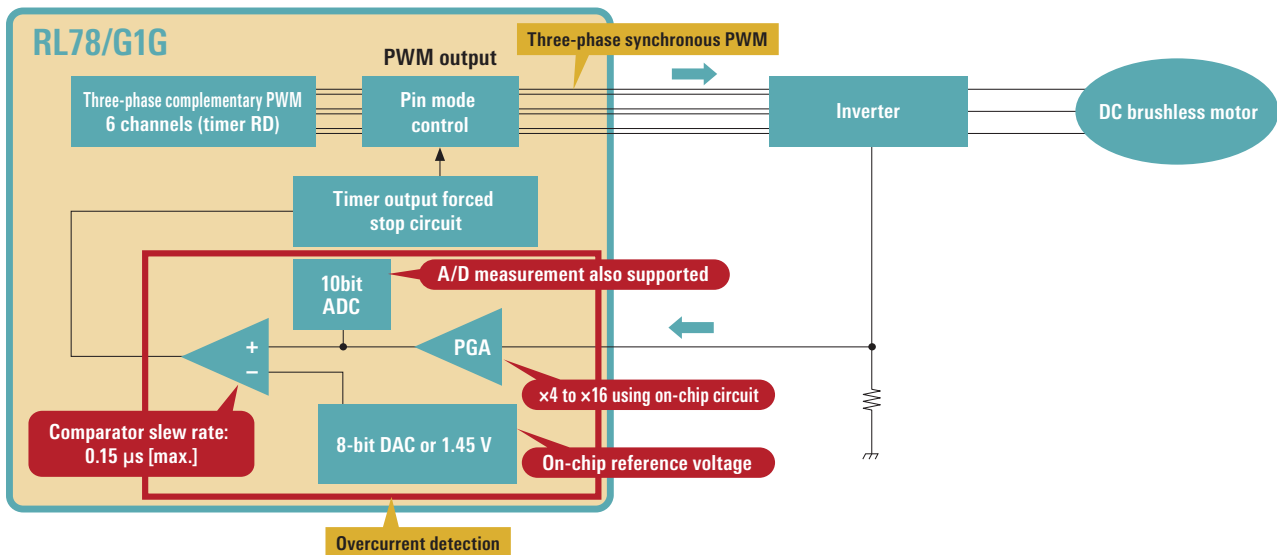 RL78/G1G
Three-phase synchronous PWM
PWM output
Three-phase complementary PWM
6 channels (timer RD)
Pin mode
control
Inverter
DC brushless motor
Timer output forced
stop circuit
10bit
ADC
A/D measurement also supported
+
−
PGA
×4 to ×16 using on-chip circuit
Comparator slew rate:
0.15 µs [max.]
8-bit DAC or 1.45 V
On-chip reference voltage
Overcurrent detection